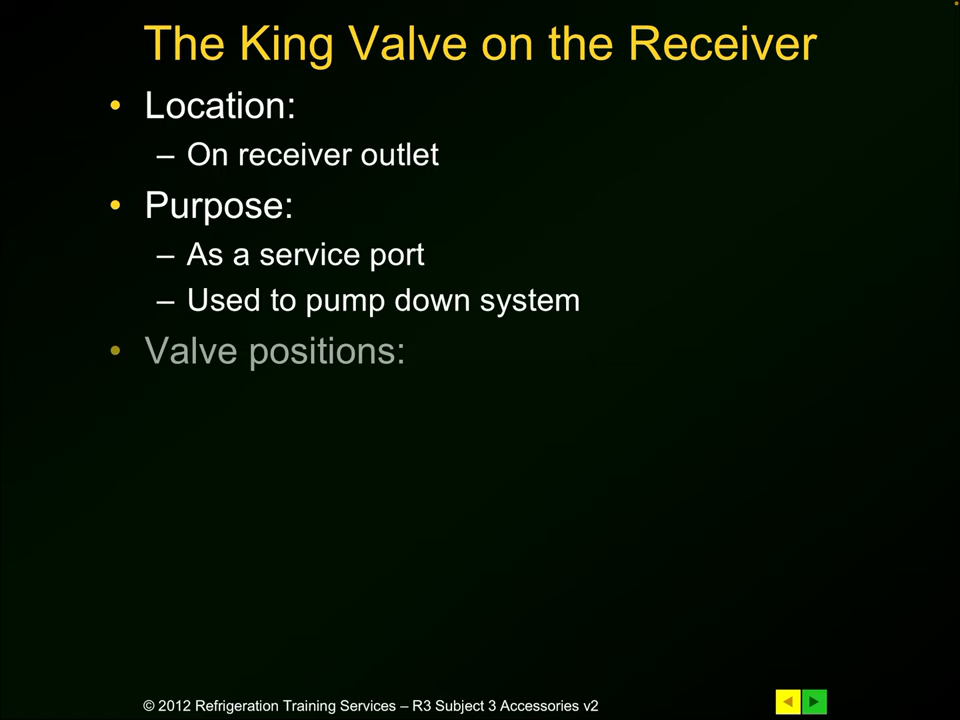 The King Valve on the Receiver
• Location:
– On receiver outlet
• Purpose:
– As a service port
– Used to pump down system
• Valve positions:
© 2012 Refrigeration Training Services – R3 Subject 3 Accessories v2